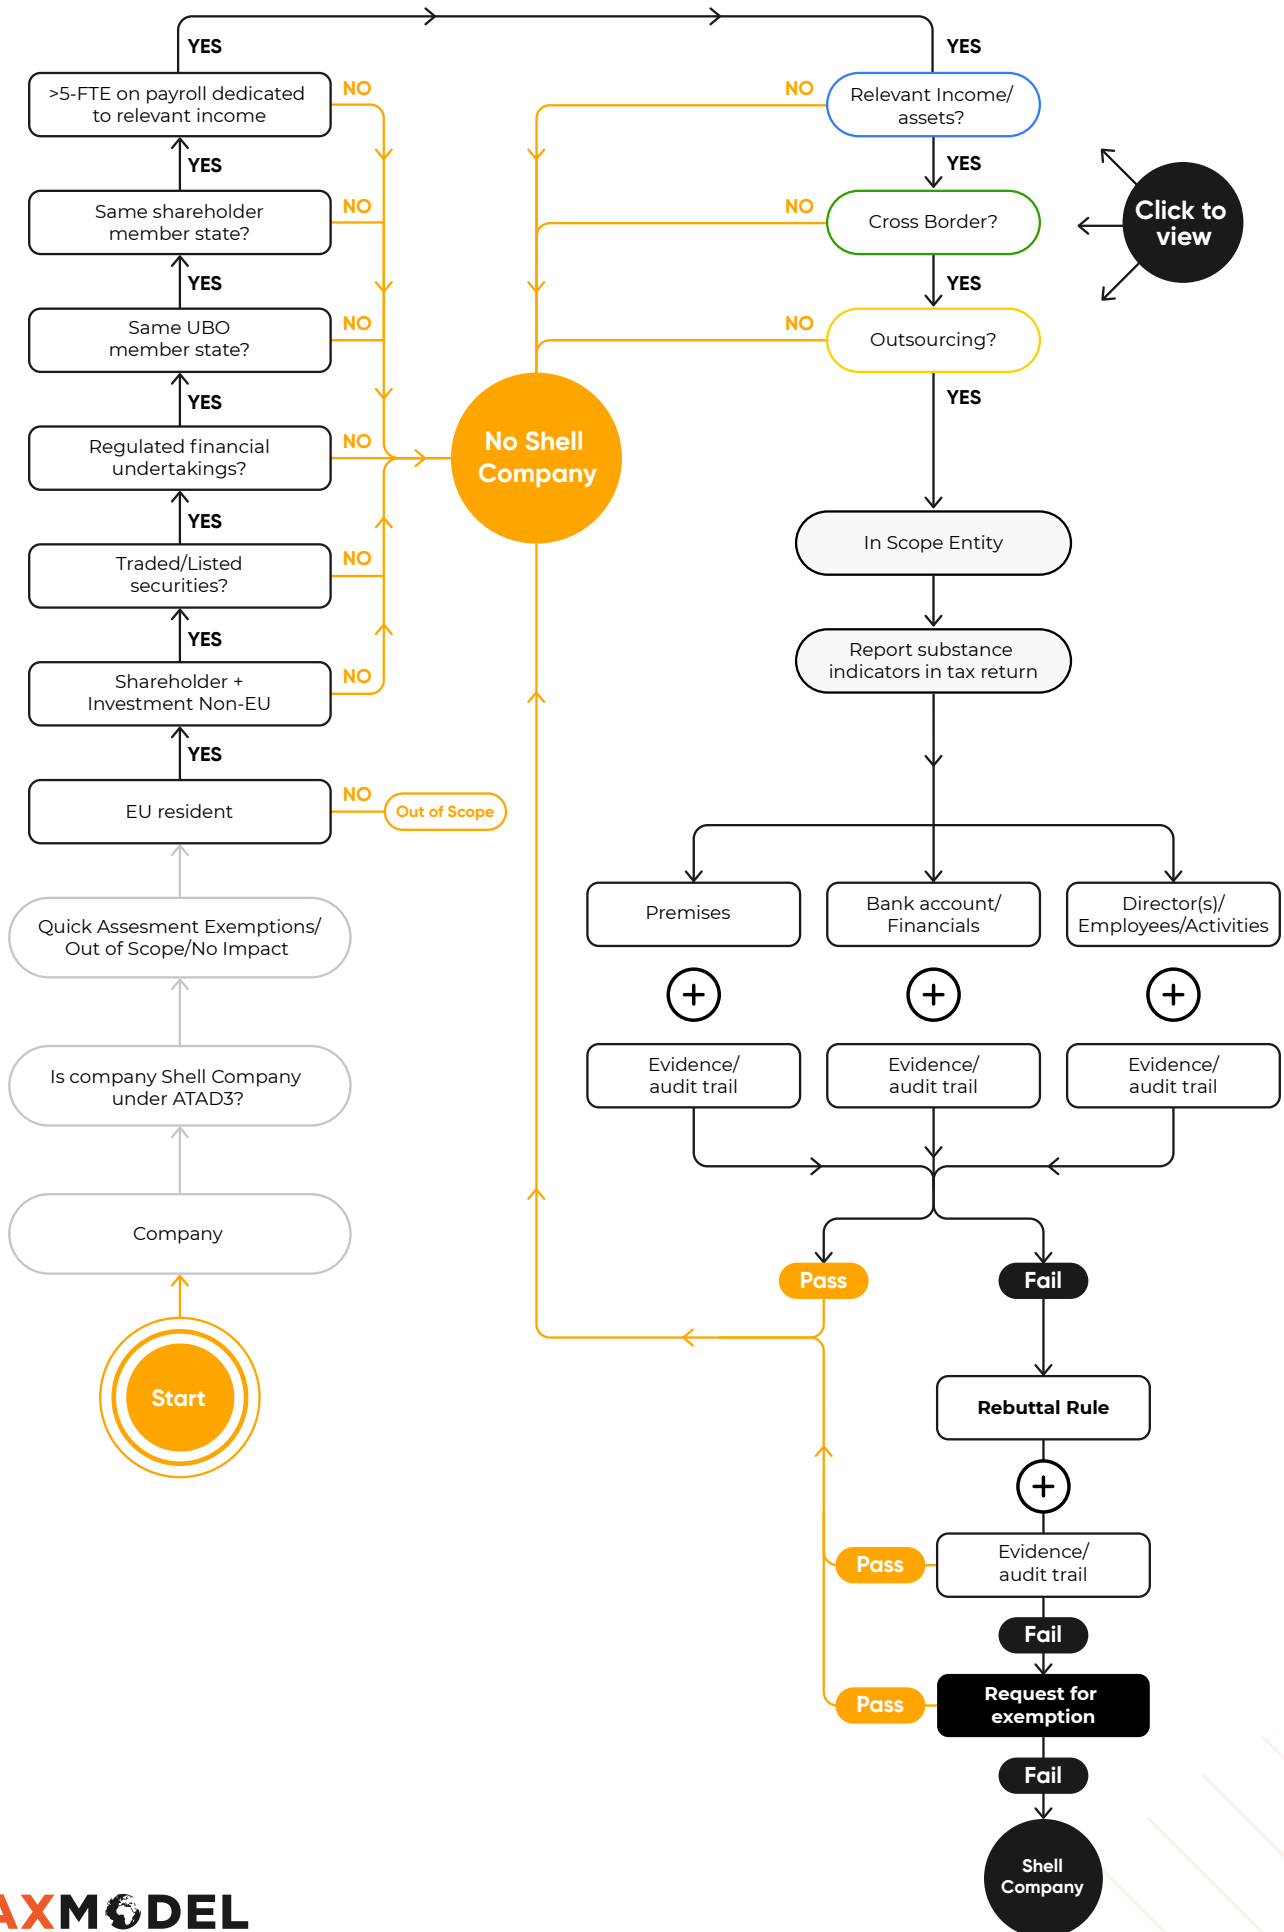 YES
YES
>5-FTE on payroll dedicated
to relevant income
NO
NO
Relevant Income/
assets?
YES
YES
Same shareholder
member state?
NO
NO
Cross Border?
Click to
view
YES
YES
Same UBO
member state?
NO
NO
Outsourcing?
YES
YES
Regulated financial
undertakings?
NO
No Shell
Company
YES
In Scope Entity
Traded/Listed
securities?
NO
YES
Report substance
indicators in tax return
Shareholder +
Investment Non-EU
NO
YES
EU resident
NO
Out of Scope
Premises
Bank account/
Financials
Director(s)/
Employees/Activities
Quick Assesment Exemptions/
Out of Scope/No Impact
Evidence/
audit trail
Evidence/
audit trail
Evidence/
audit trail
Is company Shell Company
under ATAD3?
Company
Pass
Fail
Start
Rebuttal Rule
Evidence/
audit trail
Pass
Fail
Request for
exemption
Pass
Fail
Shell
Company
AXMODEL